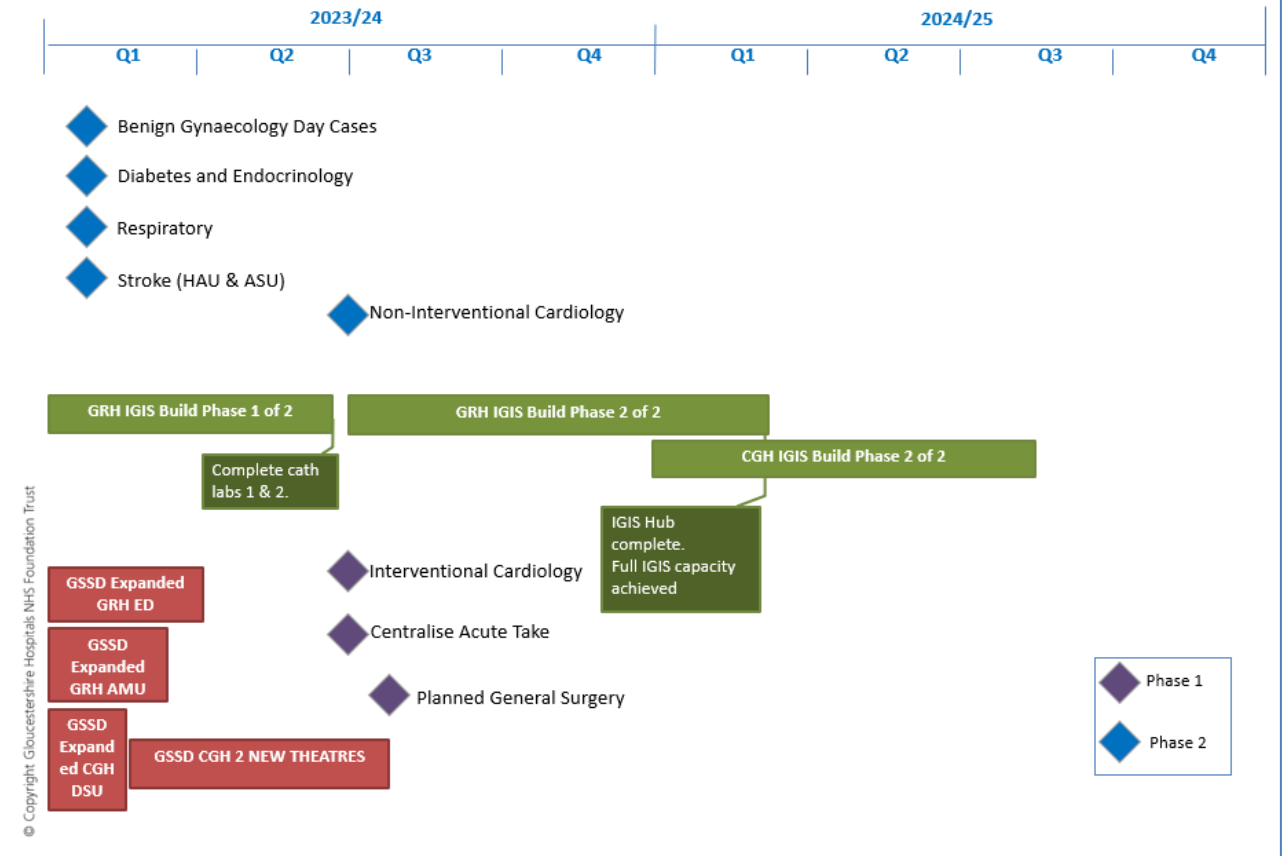 2023/24
2024/25
Q1
Q2
Q3
Q4
Q1
Q2
Q3
Q4
Benign Gynaecology Day Cases
Diabetes and Endocrinology
Respiratory
Stroke (HAU & ASU)
Non-Interventional Cardiology
GRH IGIS Build Phase 1 of 2
GRH IGIS Build Phase 2 of 2
CGH IGIS Build Phase 2 of 2
Complete cath
labs 1 & 2.
IGIS Hub
complete.
Full IGIS capacity
achieved
Interventional Cardiology
GSSD Expanded
GRH ED
Centralise Acute Take
GSSD
Expanded
GRH AMU
Planned General Surgery
GSSD
Expand
ed CGH
DSU
GSSD CGH 2 NEW THEATRES
Phase 1
Phase 2
© Copyright Gloucestershire Hospitals NHS Foundation Trust